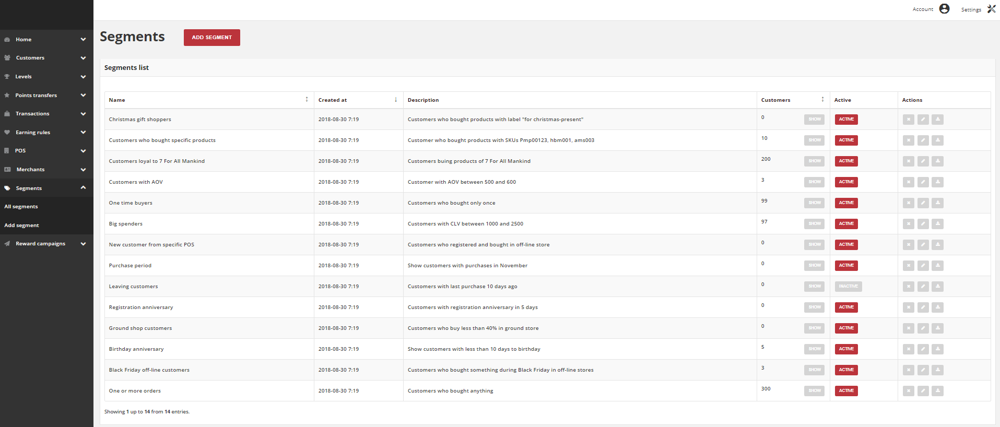 Account Settings
Home
Customers
Levels
Points transfers
Transactions
Earning rules
POS
Merchants
Segments
All segments
Add segment
Reward campaigns
Segments ADD SEGMENT
Segments list
Name Created at Description Customers Active Actions
Christmas gift shoppers 2018-08-30 7:19 Customers who bought products with label "for christmas-present" 0 SHOW ACTIVE
Customers who bought specific products 2018-08-30 7:19 Customer who bought products with SKUs Pmp00123, hbm001, ams003 10 SHOW ACTIVE
Customers loyal to 7 For All Mankind 2018-08-30 7:19 Customers buing products of 7 For All Mankind 200 SHOW ACTIVE
Customers with AOV 2018-08-30 7:19 Customer with AOV between 500 and 600 3 SHOW ACTIVE
One time buyers 2018-08-30 7:19 Customers who bought only once 99 SHOW ACTIVE
Big spenders 2018-08-30 7:19 Customers with CLV between 1000 and 2500 97 SHOW ACTIVE
New customer from specific POS 2018-08-30 7:19 Customers who registered and bought in off-line store 0 SHOW ACTIVE
Purchase period 2018-08-30 7:19 Show customers with purchases in November 0 SHOW ACTIVE
Leaving customers 2018-08-30 7:19 Customers with last purchase 10 days ago 0 SHOW INACTIVE
Registration anniversary 2018-08-30 7:19 Customers with registration anniversary in 5 days 0 SHOW ACTIVE
Ground shop customers 2018-08-30 7:19 Customers who buy less than 40% in ground store 0 SHOW ACTIVE
Birthday anniversary 2018-08-30 7:19 Show customers with less than 10 days to birthday 5 SHOW ACTIVE
Black Friday off-line customers 2018-08-30 7:19 Customers who bought something during Black Friday in off-line stores 3 SHOW ACTIVE
One or more orders 2018-08-30 7:19 Customers who bought anything 300 SHOW ACTIVE
Showing 1 up to 14 from 14 entries.